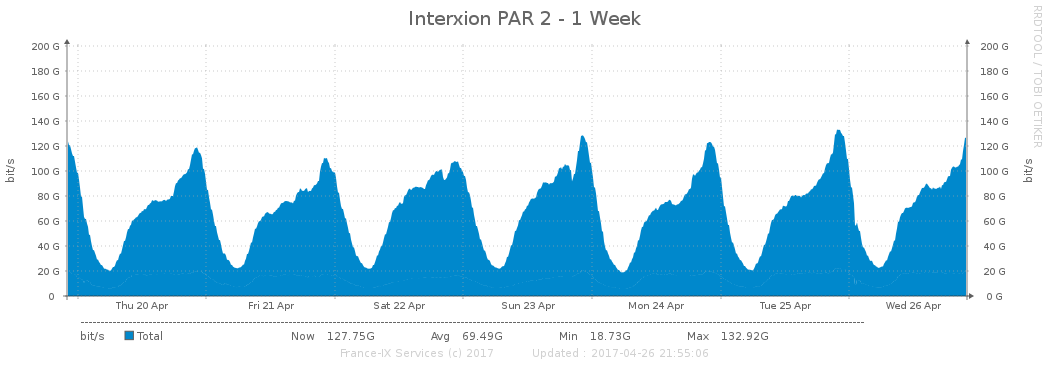 Interxion PAR 2 - 1 Week
RRDTOOL / TOBI OETIKER
bit/s
200 G 200 G
180 G 180 G
160 G 160 G
140 G 140 G
120 G 120 G
100 G 100 G
80 G 80 G
60 G 60 G
40 G 40 G
20 G 20 G
0 0 G
bit/s
Thu 20 Apr Fri 21 Apr Sat 22 Apr Sun 23 Apr Mon 24 Apr Tue 25 Apr Wed 26 Apr
bit/s Total Now 127.75G Avg 69.49G Min 18.73G Max 132.92G
France-IX Services (c) 2017 Updated : 2017-04-26 21:55:06